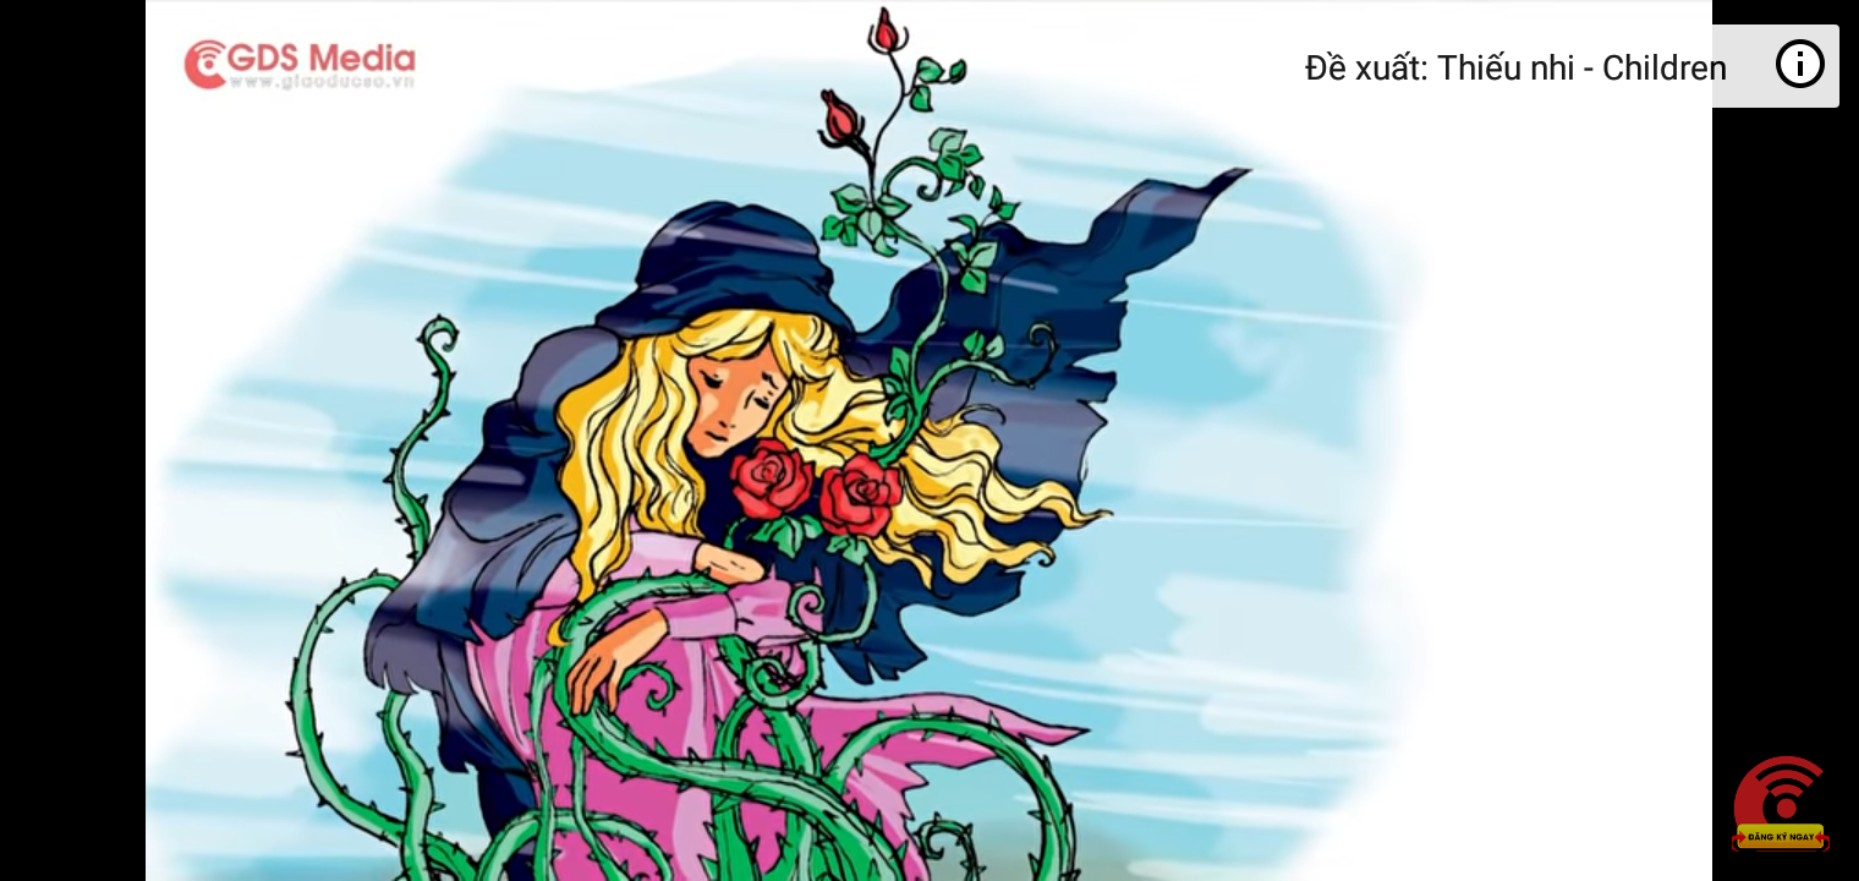 GDS Media
www.giaoducso.vn
Đề xuất: Thiếu nhi - Children
ĐĂNG KÝ NGAY